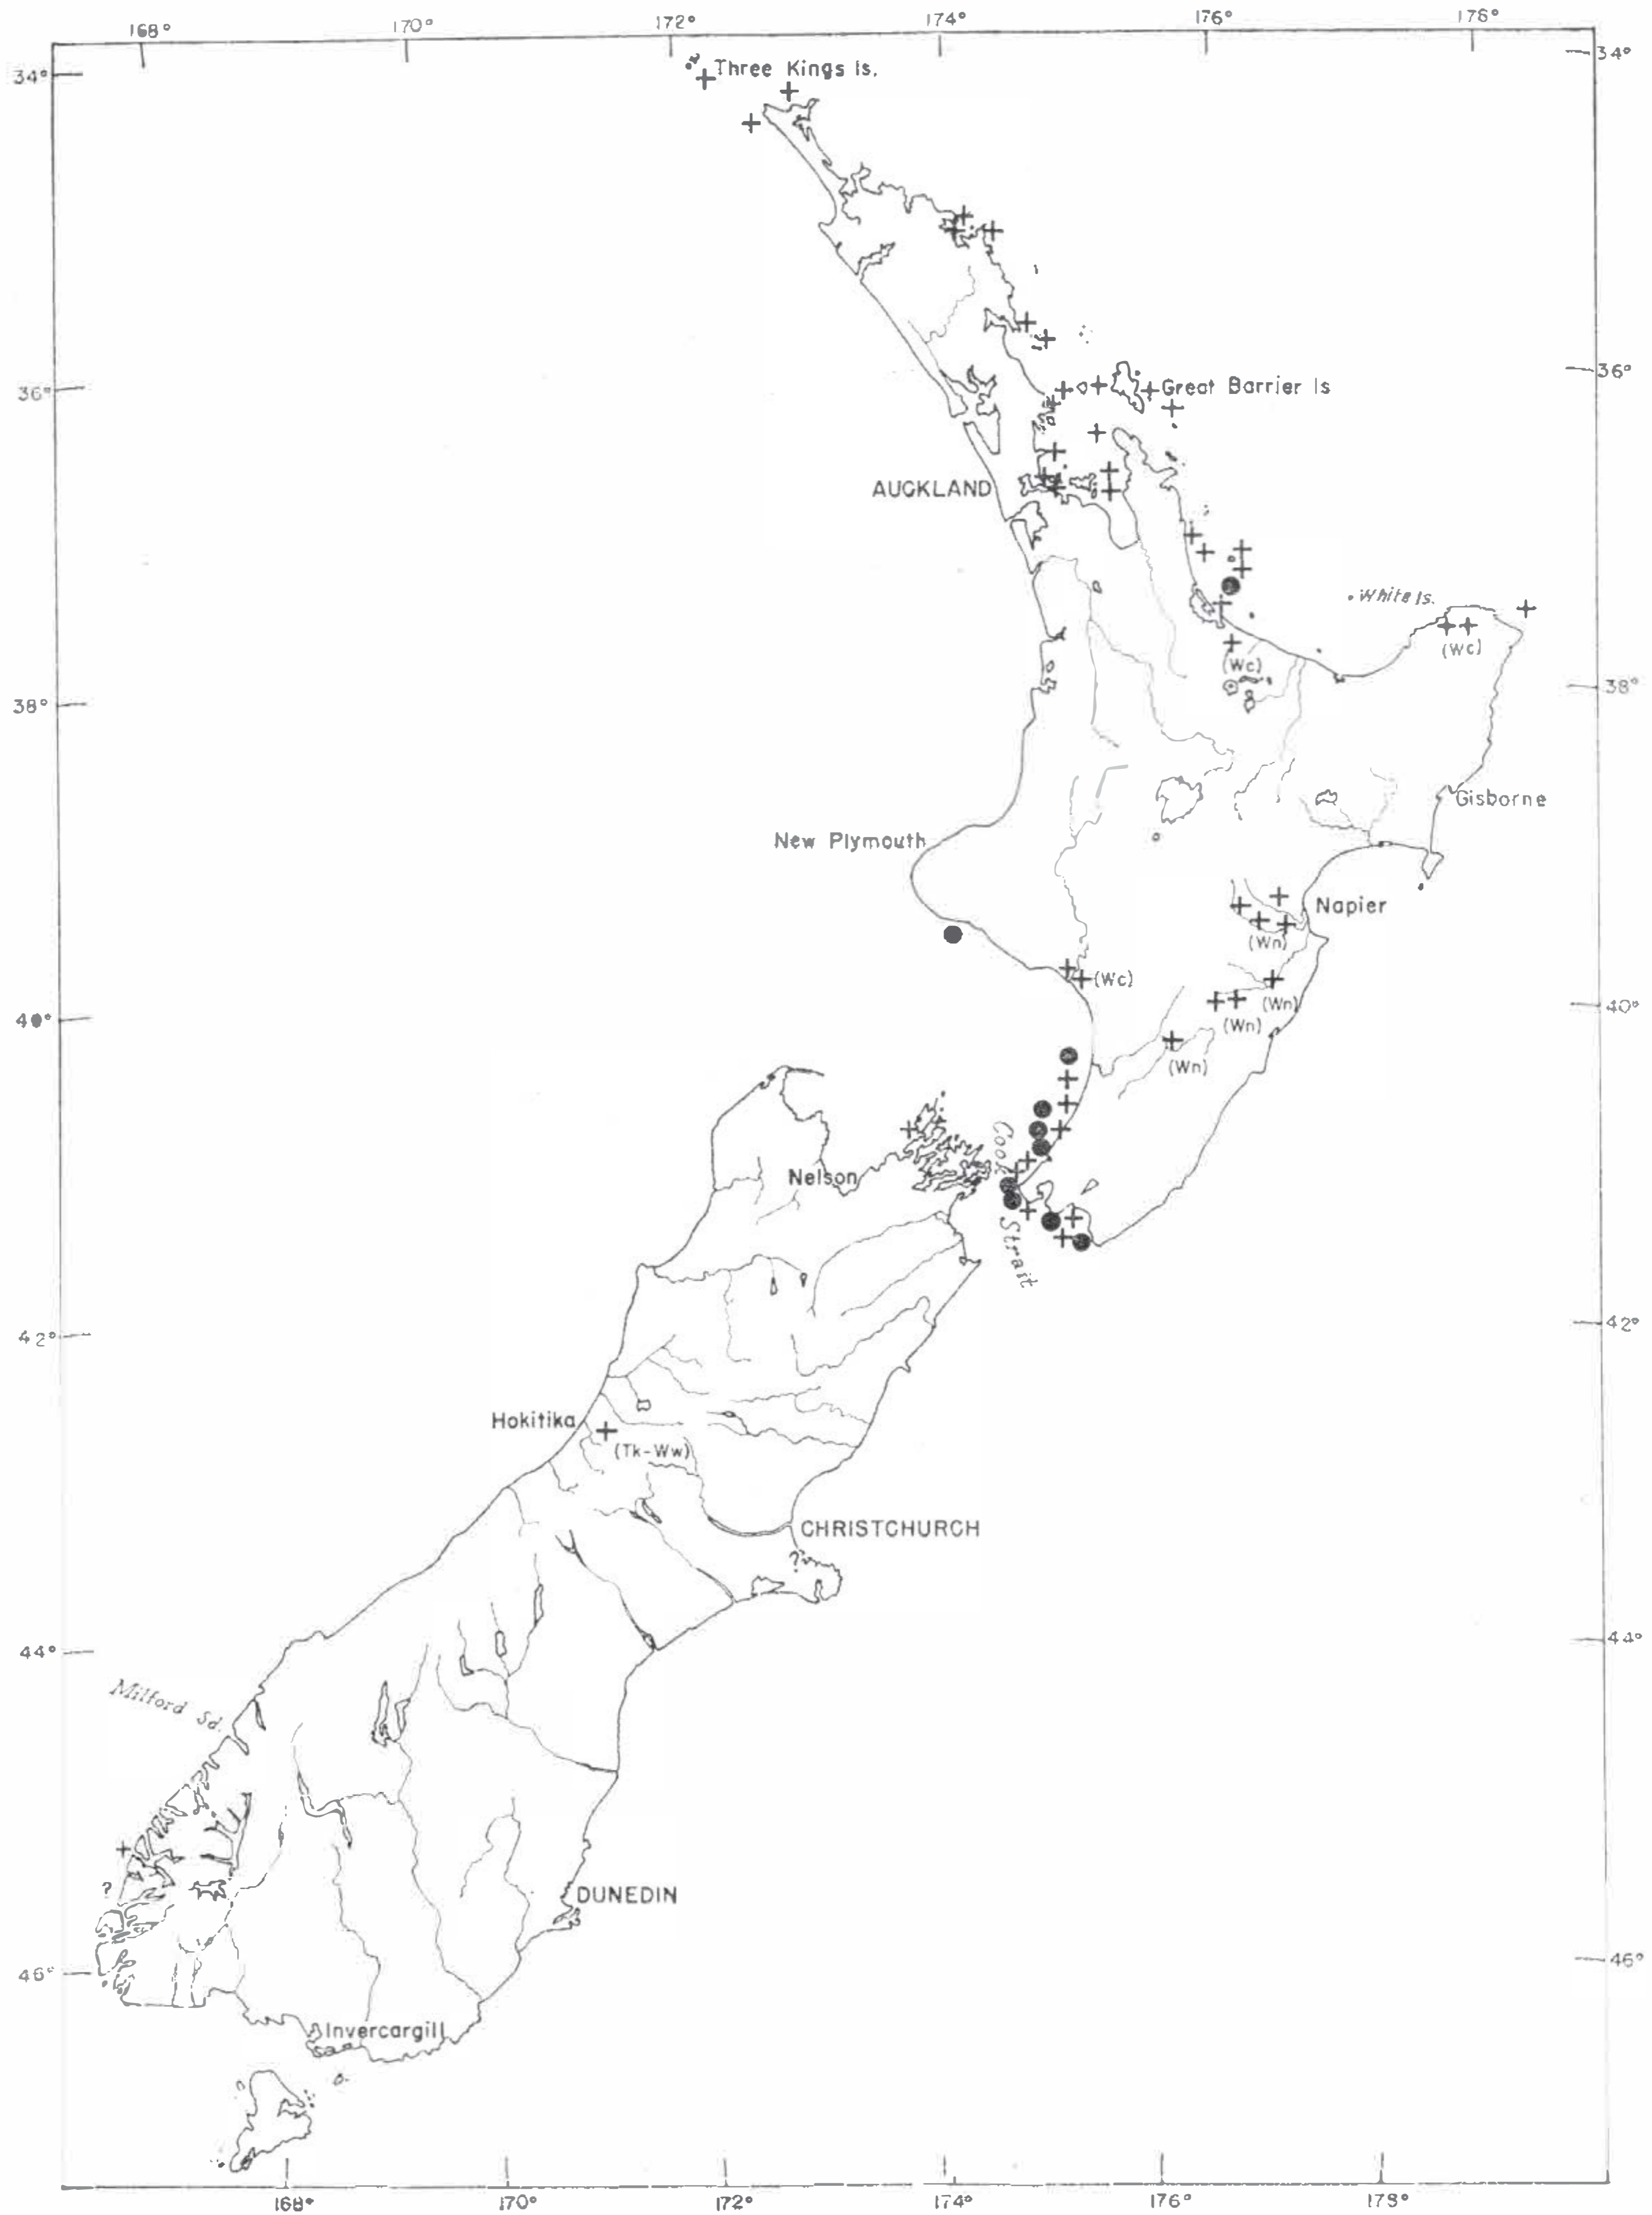 168° 170° 172° 174° 176° 178°
34° 34°
Three Kings Is.
36° 36°
Great Barrier Is
AUCKLAND
White Is.
(Wc)
(Wc)
38° 38°
Gisborne
New Plymouth
Napier
(Wn)
(Wc)
(Wn)
40° 40°
(Wn)
(Wn)
Cook Strait
Nelson
42° 42°
Hokitika
(Tk-Ww)
CHRISTCHURCH
?
44° 44°
Milford Sd.
?
DUNEDIN
46° 46°
Invercargill
168° 170° 172° 174° 176° 178°